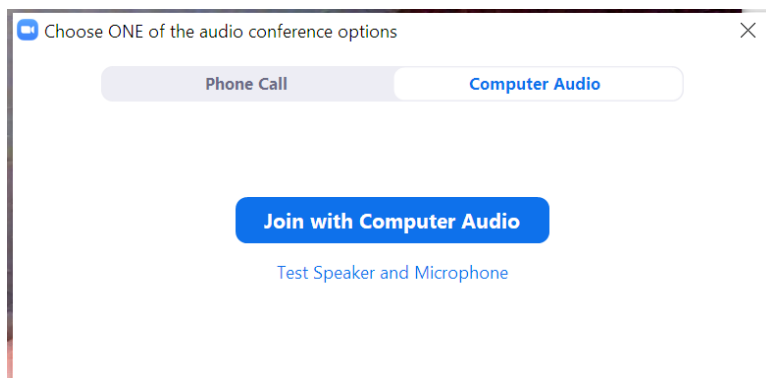 Choose ONE of the audio conference options
Phone Call Computer Audio
Join with Computer Audio
Test Speaker and Microphone